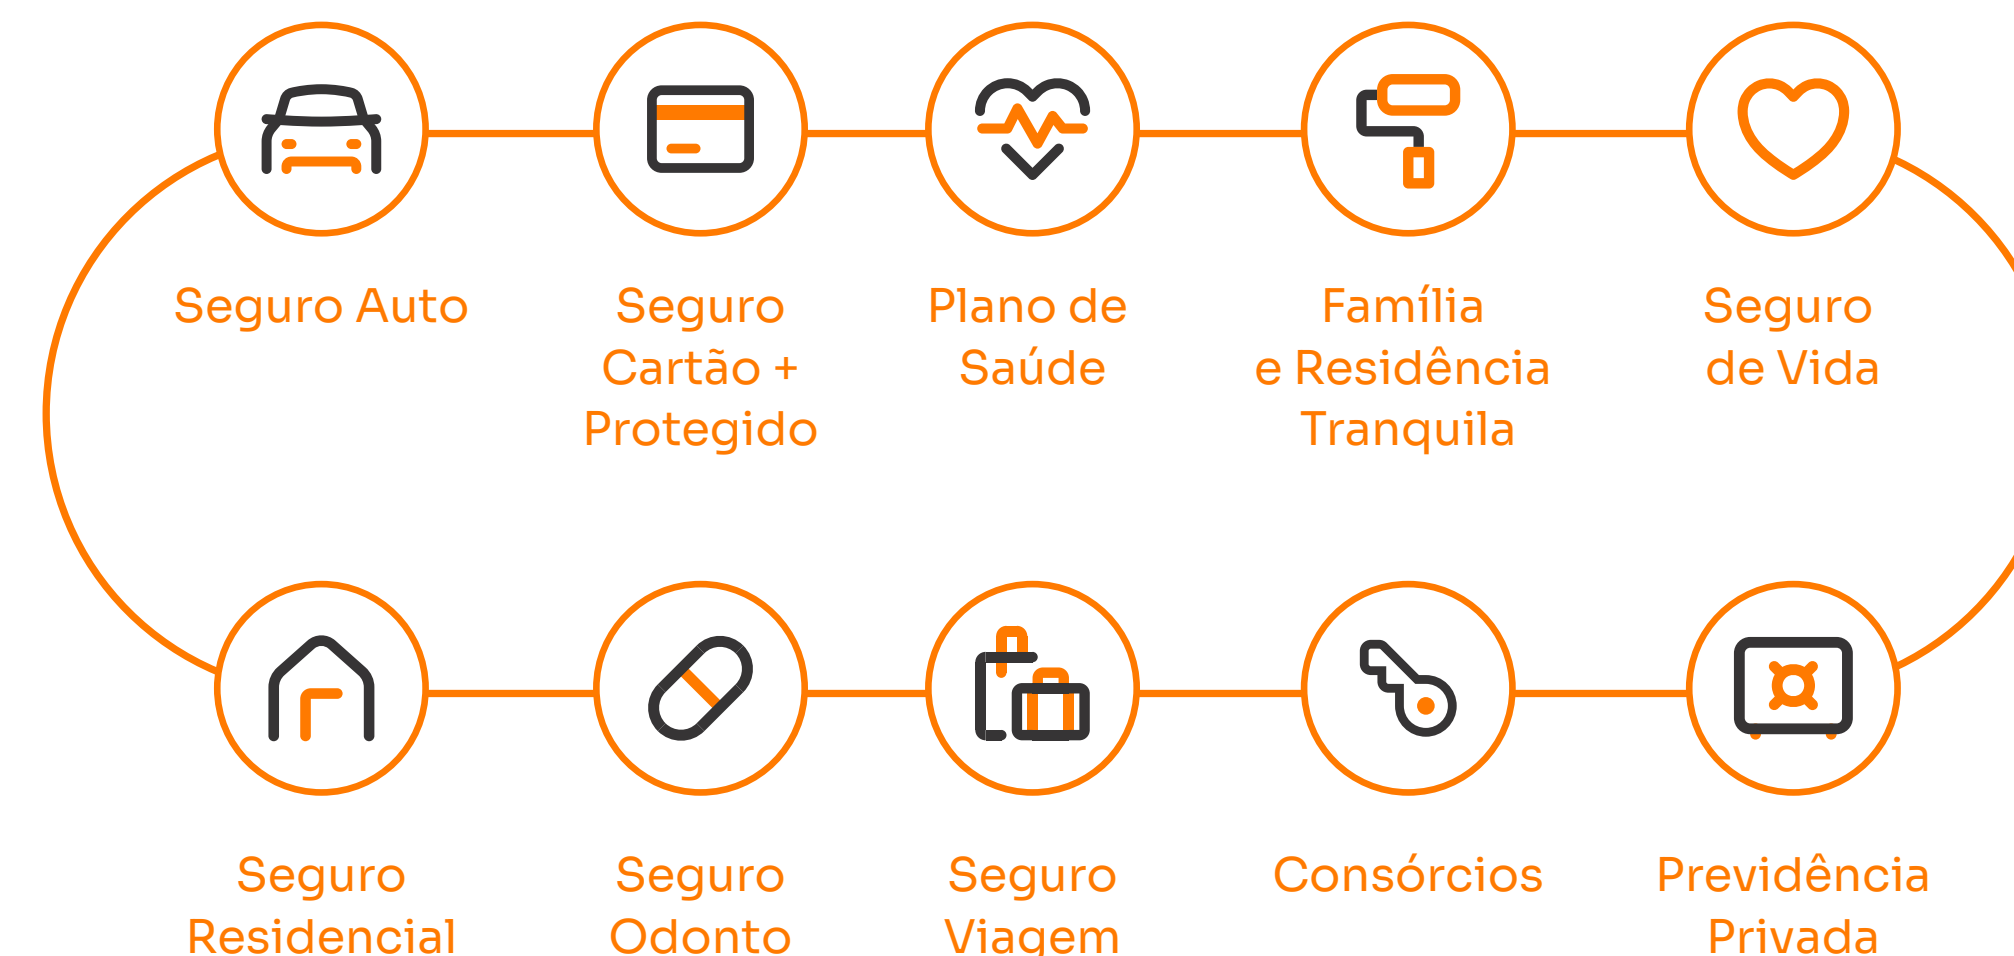 Seguro Auto
Seguro
Cartão +
Protegido
Plano de
Saúde
Família
e Residência
Tranquila
Seguro
de Vida
Seguro
Residencial
Seguro
Odonto
Seguro
Viagem
Consórcios
Previdência
Privada